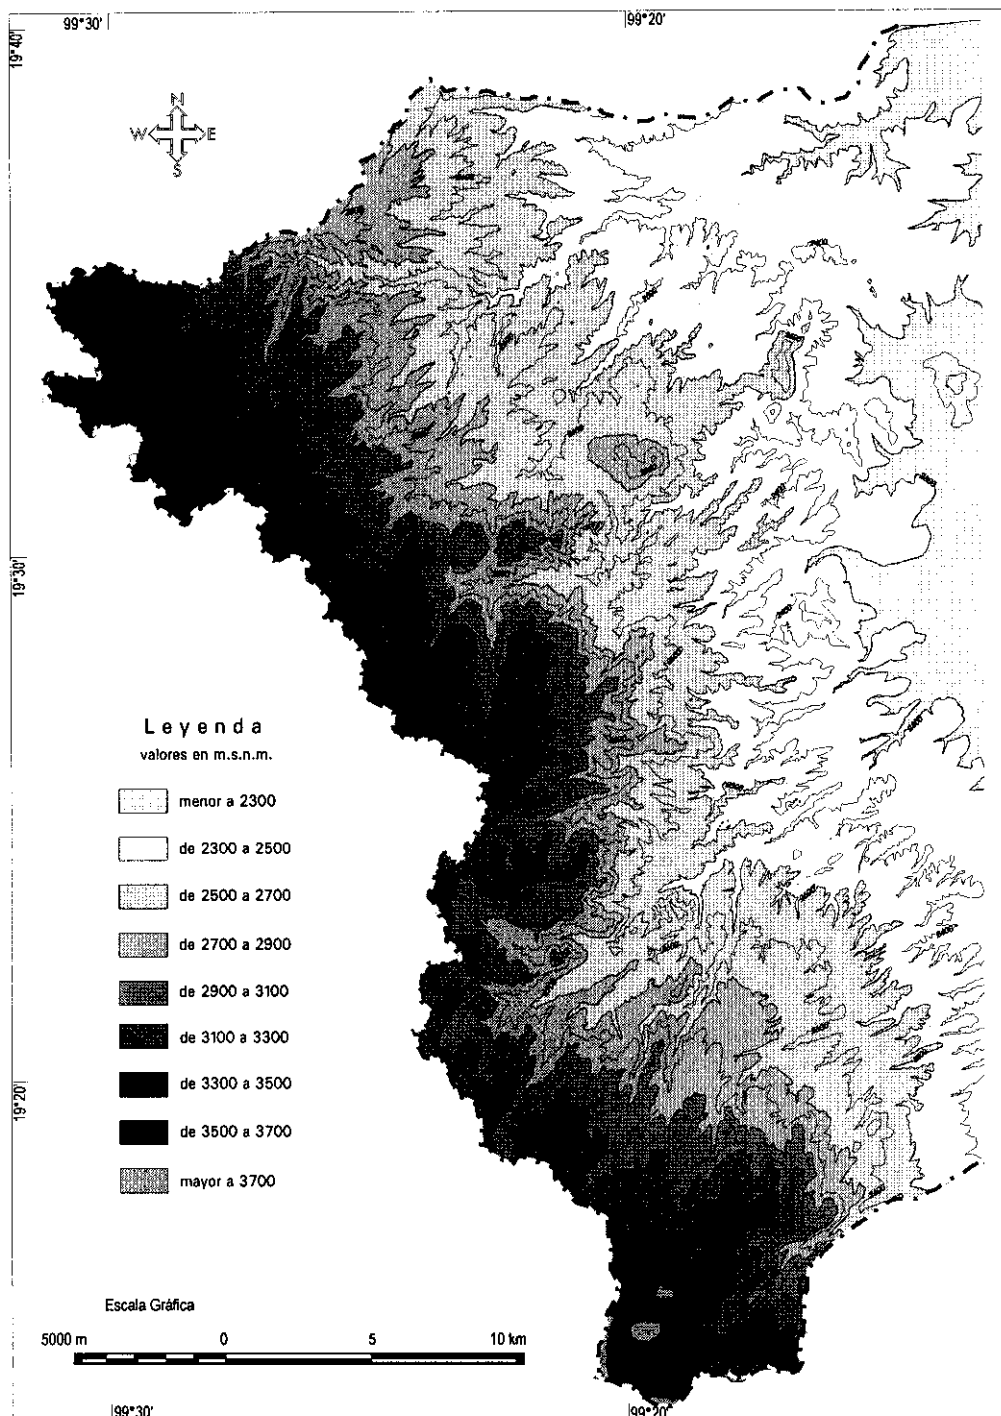 99°30'
99°20'
19°40'
N
W E
S
19°30'
Leyenda
valores en m.s.n.m.
menor a 2300
de 2300 a 2500
de 2500 a 2700
de 2700 a 2900
de 2900 a 3100
de 3100 a 3300
de 3300 a 3500
de 3500 a 3700
mayor a 3700
19°20'
Escala Gráfica
5000 m 0 5 10 km
99°30'
99°20'